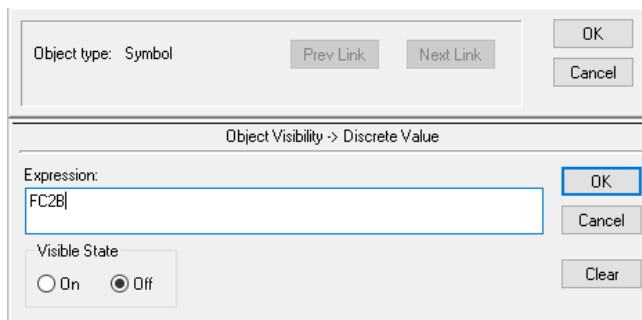 Object type: Symbol
Prev Link
Next Link
OK
Cancel
Object Visibility -> Discrete Value
Expression:
FC2B
OK
Cancel
Visible State
On
Off
Clear